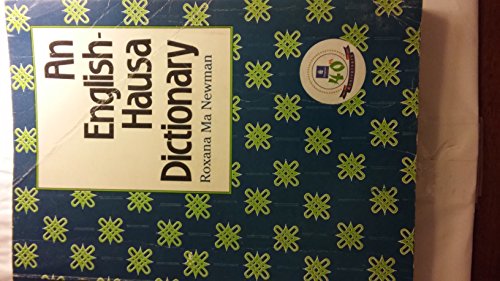 An
English-
Hausa
Dictionary
Roxana Ma Newman
40